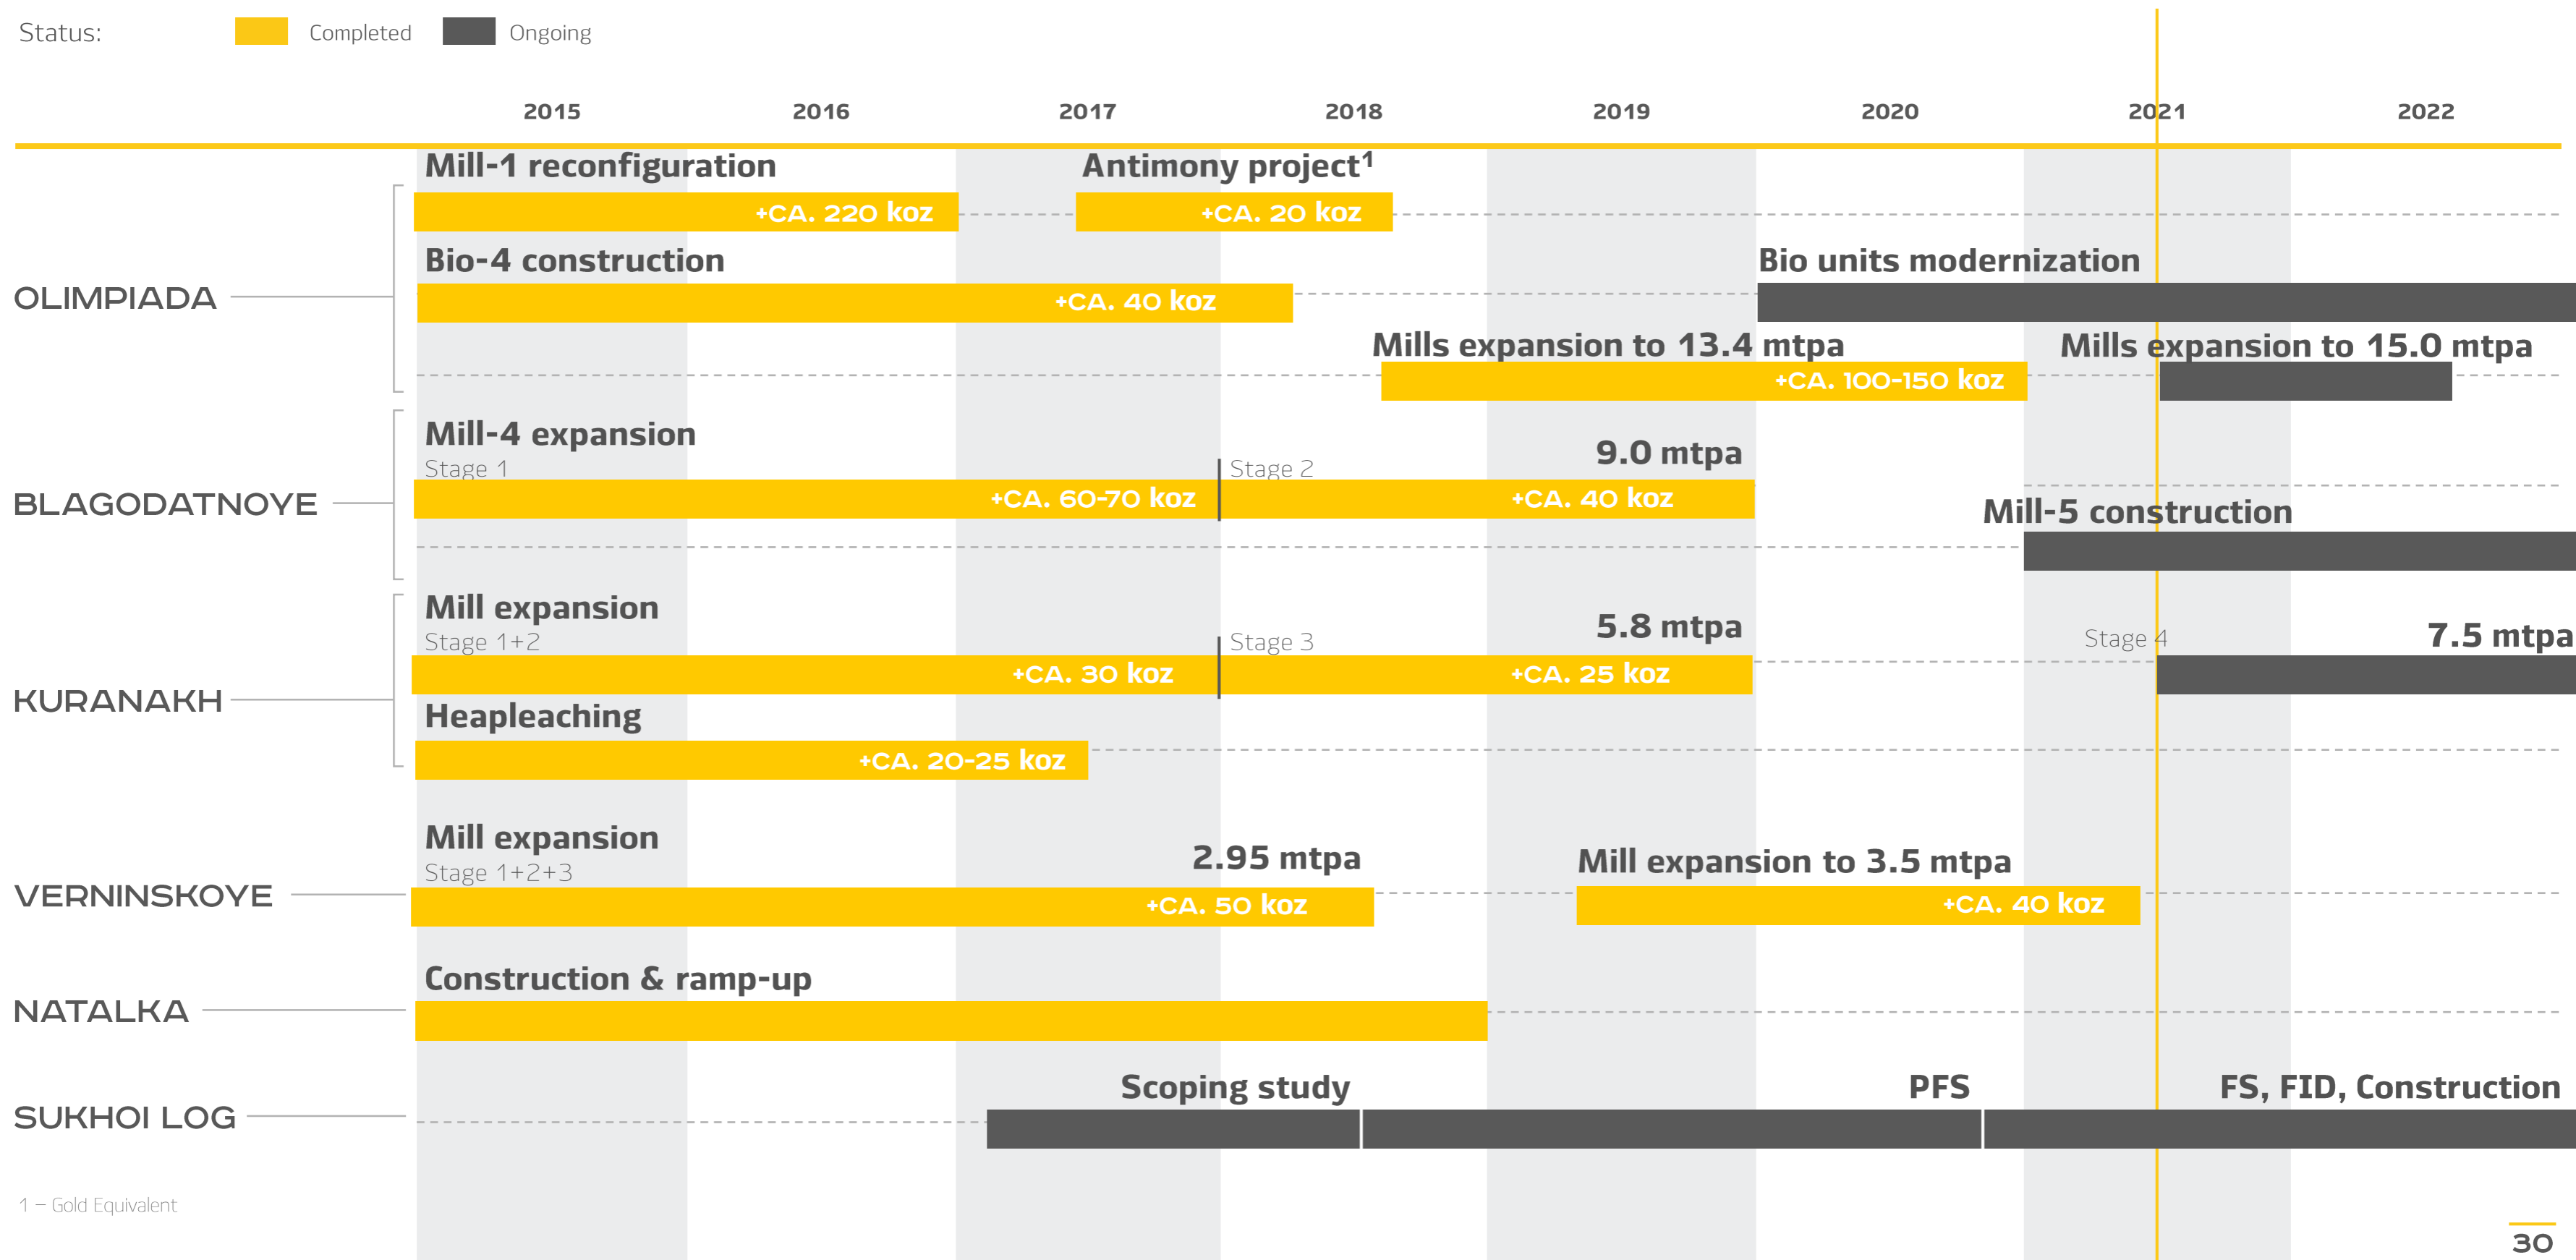 Status:
Completed
Ongoing
2015 2016 2017 2018 2019 2020 2021 2022
OLIMPIADA
Mill-1 reconfiguration
+CA. 220 koz
Antimony project¹
+CA. 20 koz
Bio-4 construction
+CA. 40 koz
Bio units modernization
Mills expansion to 13.4 mtpa
+CA. 100-150 koz
Mills expansion to 15.0 mtpa
BLAGODATNOYE
Mill-4 expansion
Stage 1
+CA. 60-70 koz
Stage 2
9.0 mtpa
+CA. 40 koz
Mill-5 construction
KURANAKH
Mill expansion
Stage 1+2
+CA. 30 koz
Stage 3
5.8 mtpa
+CA. 25 koz
Stage 4
7.5 mtpa
Heapleaching
+CA. 20-25 koz
VERNINSKOYE
Mill expansion
Stage 1+2+3
2.95 mtpa
+CA. 50 koz
Mill expansion to 3.5 mtpa
+CA. 40 koz
NATALKA
Construction & ramp-up
SUKHOI LOG
Scoping study
PFS
FS, FID, Construction
1 – Gold Equivalent
30